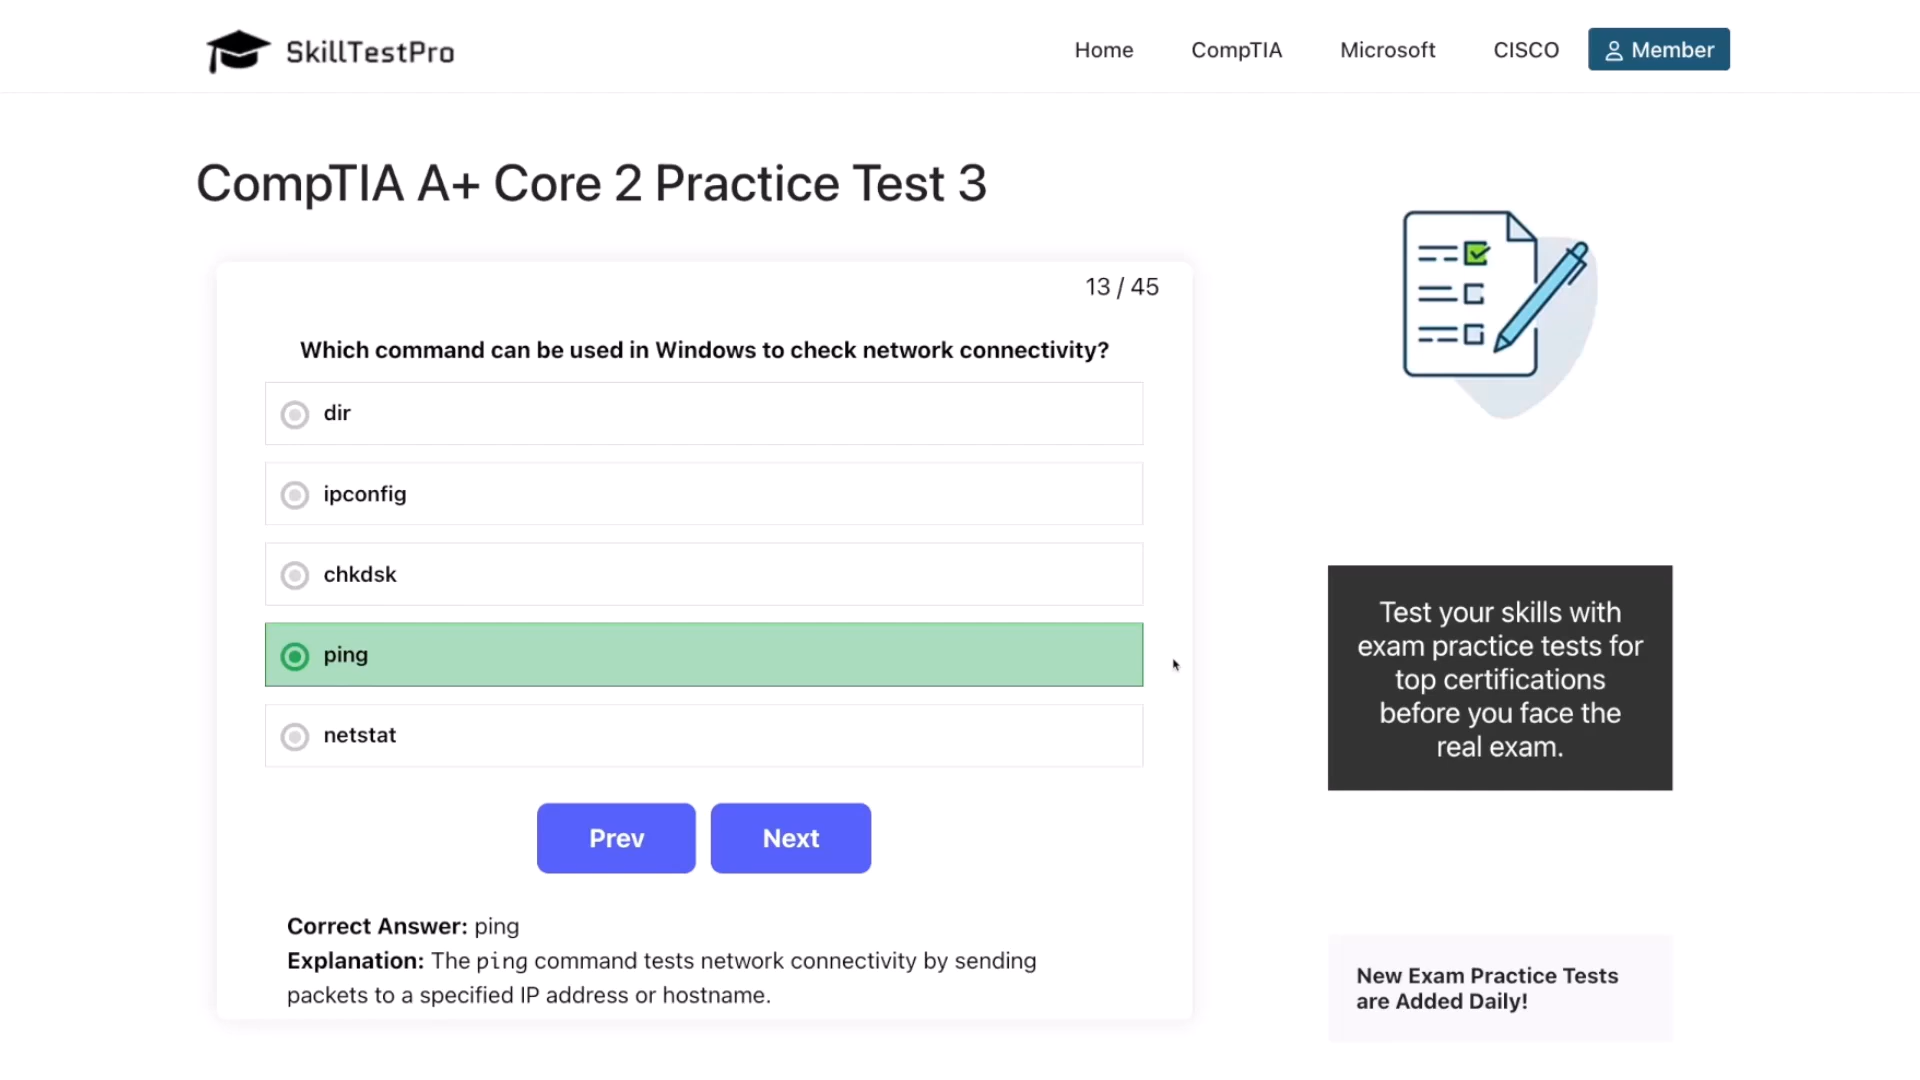 SkillTestPro
Home
CompTIA
Microsoft
CISCO
Member
CompTIA A+ Core 2 Practice Test 3
13 / 45
Which command can be used in Windows to check network connectivity?
dir
ipconfig
chkdsk
ping
netstat
Prev
Next
Correct Answer: ping
Explanation: The ping command tests network connectivity by sending
packets to a specified IP address or hostname.
Test your skills with
exam practice tests for
top certifications
before you face the
real exam.
New Exam Practice Tests
are Added Daily!